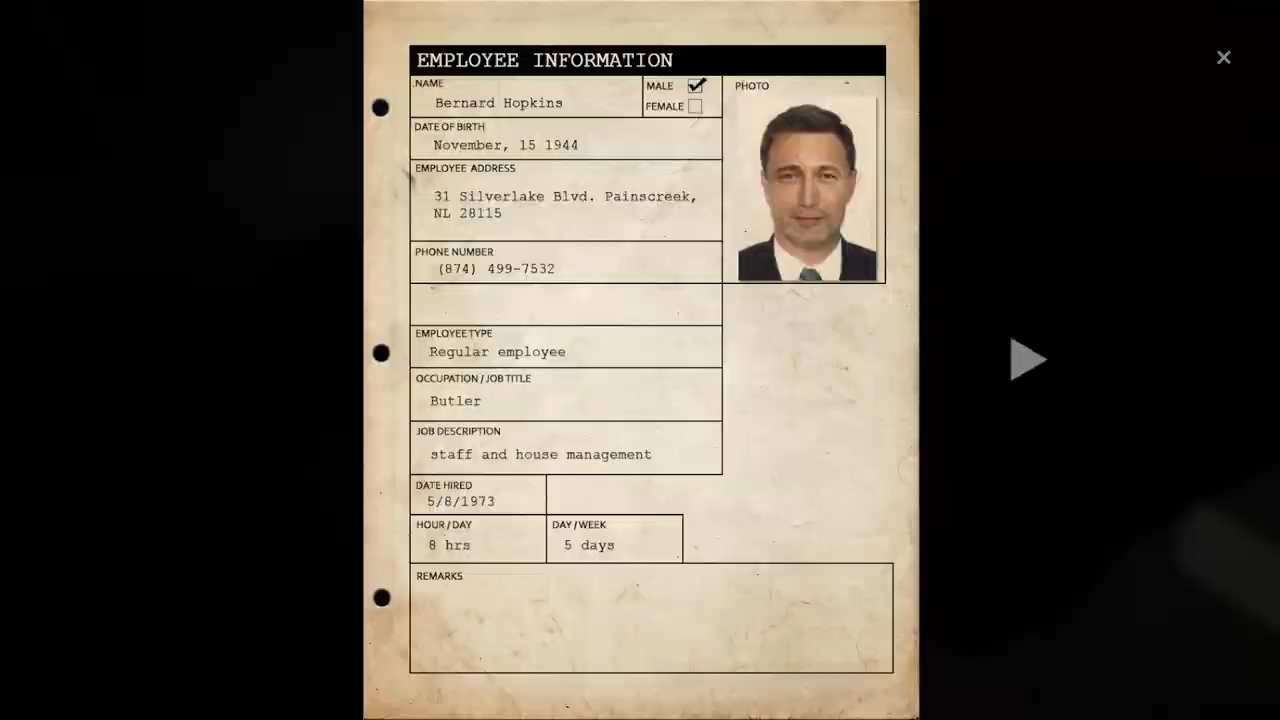 EMPLOYEE INFORMATION
NAME
Bernard Hopkins
MALE
FEMALE
PHOTO
DATE OF BIRTH
November, 15 1944
EMPLOYEE ADDRESS
31 Silverlake Blvd. Painscreek,
NL 28115
PHONE NUMBER
(874) 499-7532
EMPLOYEE TYPE
Regular employee
OCCUPATION / JOB TITLE
Butler
JOB DESCRIPTION
staff and house management
DATE HIRED
5/8/1973
HOUR / DAY
8 hrs
DAY / WEEK
5 days
REMARKS